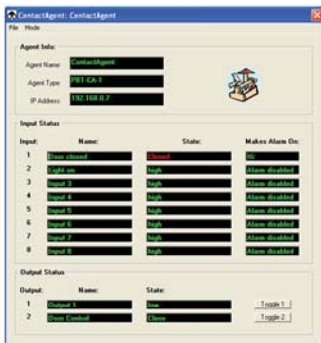 ContactAgent: ContactAgent
File Mode
Agent Info:
Agent Name: ContactAgent
Agent Type: PBT-CA-1
IP Address: 192.168.0.7
Input Status
Input: Name: State: Makes Alarm On:
1 Door closed Closed Hi
2 Light on high Alarm disabled
3 Input 3 high Alarm disabled
4 Input 4 high Alarm disabled
5 Input 5 high Alarm disabled
6 Input 6 high Alarm disabled
7 Input 7 high Alarm disabled
8 Input 8 high Alarm disabled
Output Status
Output: Name: State:
1 Output 1 low Toggle 1
2 Door Control Close Toggle 2